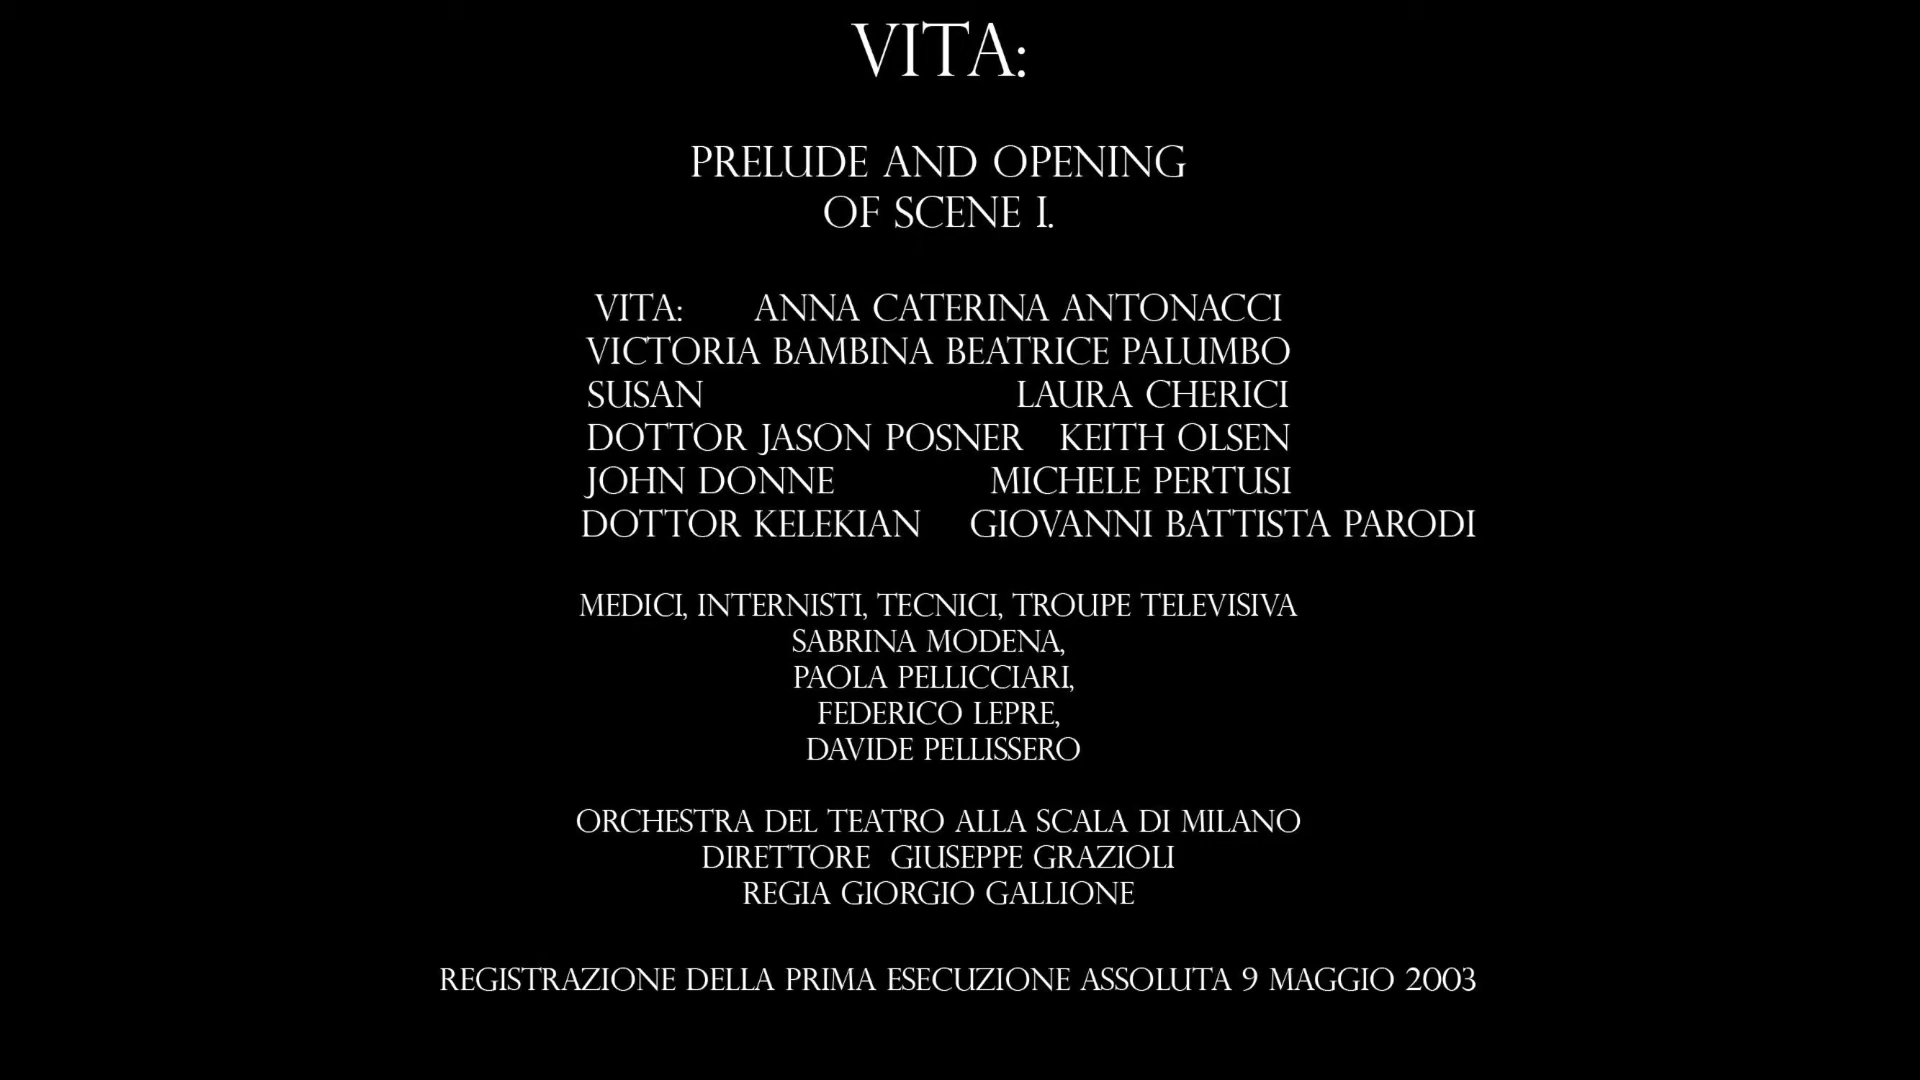 VITA:
PRELUDE AND OPENING
OF SCENE I.
VITA: ANNA CATERINA ANTONACCI
VICTORIA BAMBINA BEATRICE PALUMBO
SUSAN LAURA CHERICI
DOTTOR JASON POSNER KEITH OLSEN
JOHN DONNE MICHELE PERTUSI
DOTTOR KELEKIAN GIOVANNI BATTISTA PARODI
MEDICI, INTERNISTI, TECNICI, TROUPE TELEVISIVA
SABRINA MODENA,
PAOLA PELLICCIARI,
FEDERICO LEPRE,
DAVIDE PELLISSERO
ORCHESTRA DEL TEATRO ALLA SCALA DI MILANO
DIRETTORE GIUSEPPE GRAZIOLI
REGIA GIORGIO GALLIONE
REGISTRAZIONE DELLA PRIMA ESECUZIONE ASSOLUTA 9 MAGGIO 2003